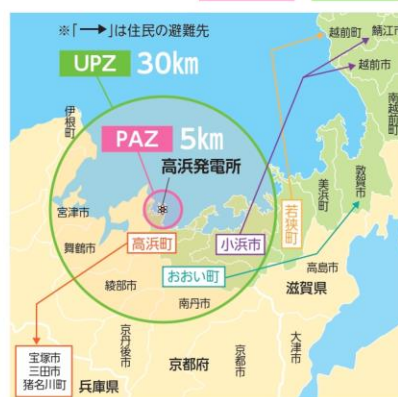 ※「→」は住民の避難先
UPZ 30km
PAZ 5km
高浜発電所
越前町
鯖江市
越前市
南越前町
伊根町
敦賀市
美浜町
若狭町
宮津市
舞鶴市
高浜町
小浜市
おおい町
綾部市
高島市
滋賀県
南丹市
京丹後市
京都府
京都市
大津市
宝塚市
三田市
猪名川町
兵庫県